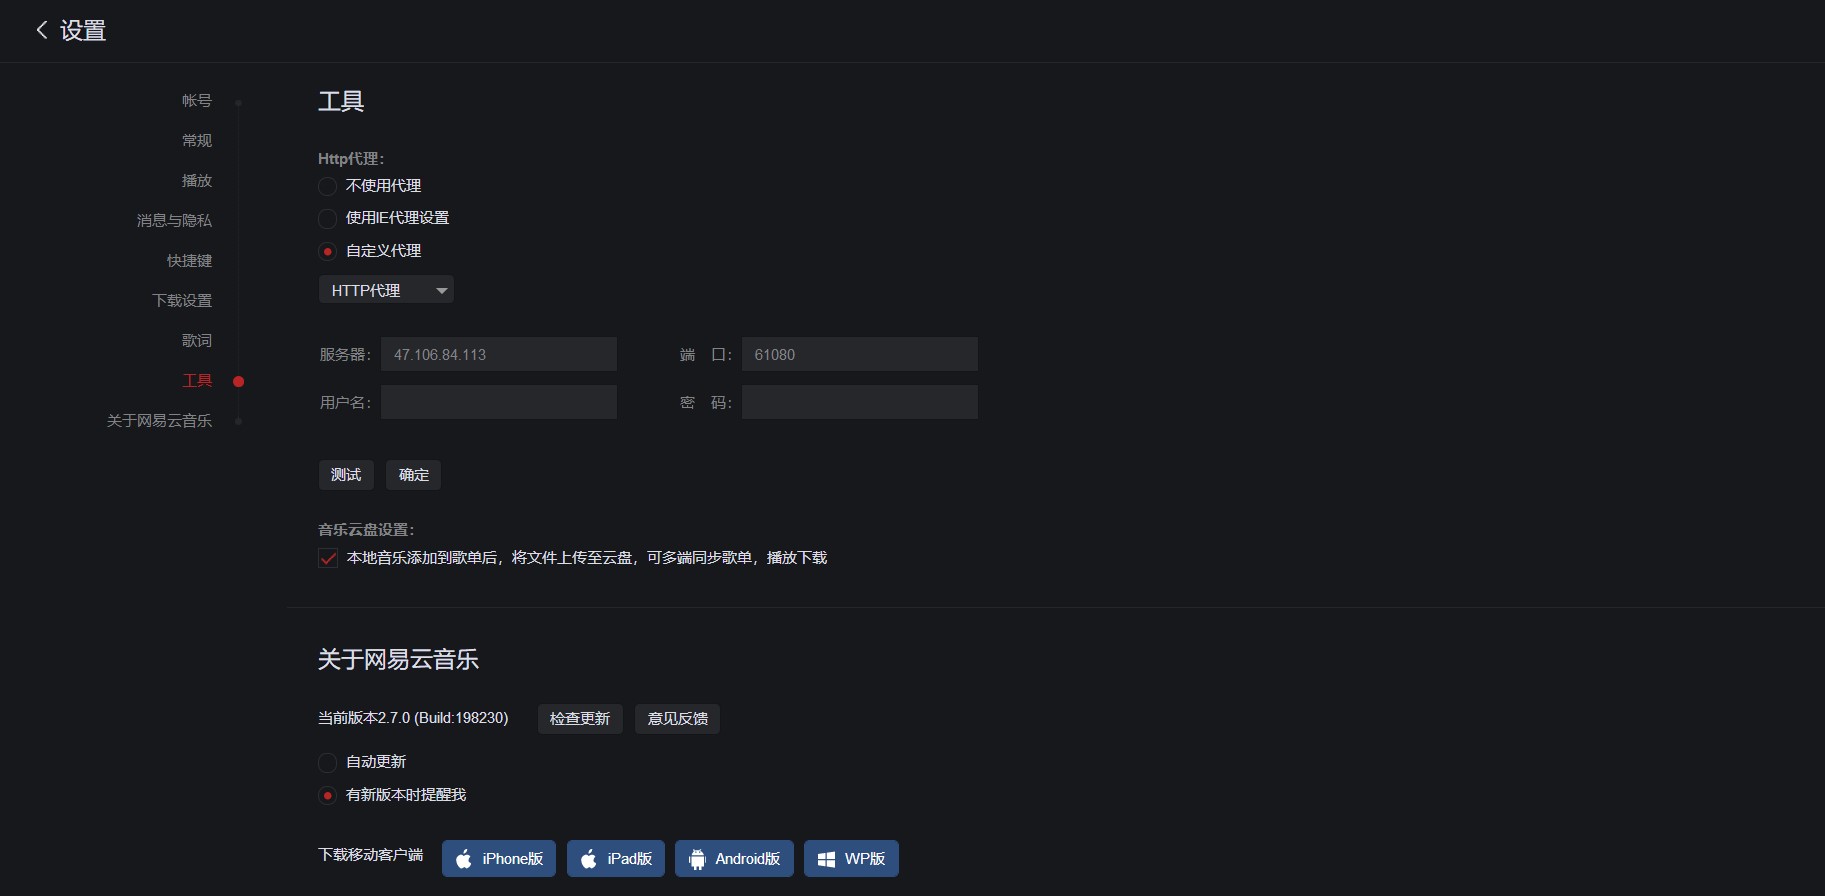 设置
帐号
常规
播放
消息与隐私
快捷键
下载设置
歌词
工具
关于网易云音乐
工具
Http代理：
不使用代理
使用IE代理设置
自定义代理
HTTP代理
服务器： 47.106.84.113 端 口： 61080
用户名： 密 码：
测试 确定
音乐云盘设置：
本地音乐添加到歌单后，将文件上传至云盘，可多端同步歌单，播放下载
关于网易云音乐
当前版本2.7.0 (Build:198230) 检查更新 意见反馈
自动更新
有新版本时提醒我
下载移动客户端 iPhone版 iPad版 Android版 WP版